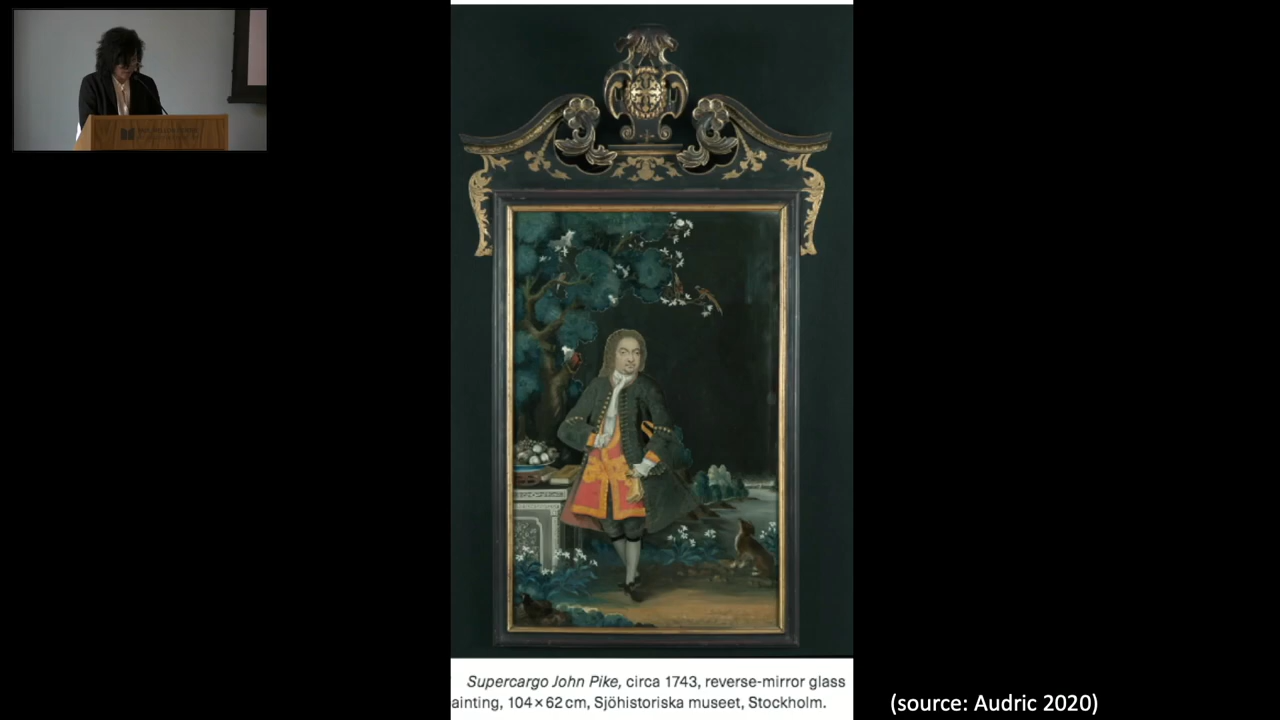 Supercargo John Pike, circa 1743, reverse-mirror glass
ainting, 104 × 62 cm, Sjöhistoriska museet, Stockholm.
(source: Audric 2020)